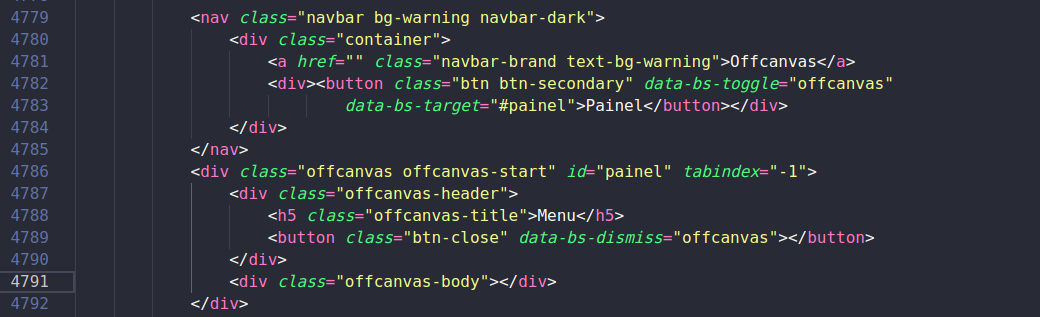 4779 <nav class="navbar bg-warning navbar-dark">
4780 <div class="container">
4781 <a href="" class="navbar-brand text-bg-warning">Offcanvas</a>
4782 <div><button class="btn btn-secondary" data-bs-toggle="offcanvas"
4783 data-bs-target="#painel">Painel</button></div>
4784 </div>
4785 </nav>
4786 <div class="offcanvas offcanvas-start" id="painel" tabindex="-1">
4787 <div class="offcanvas-header">
4788 <h5 class="offcanvas-title">Menu</h5>
4789 <button class="btn-close" data-bs-dismiss="offcanvas"></button>
4790 </div>
4791 <div class="offcanvas-body"></div>
4792 </div>